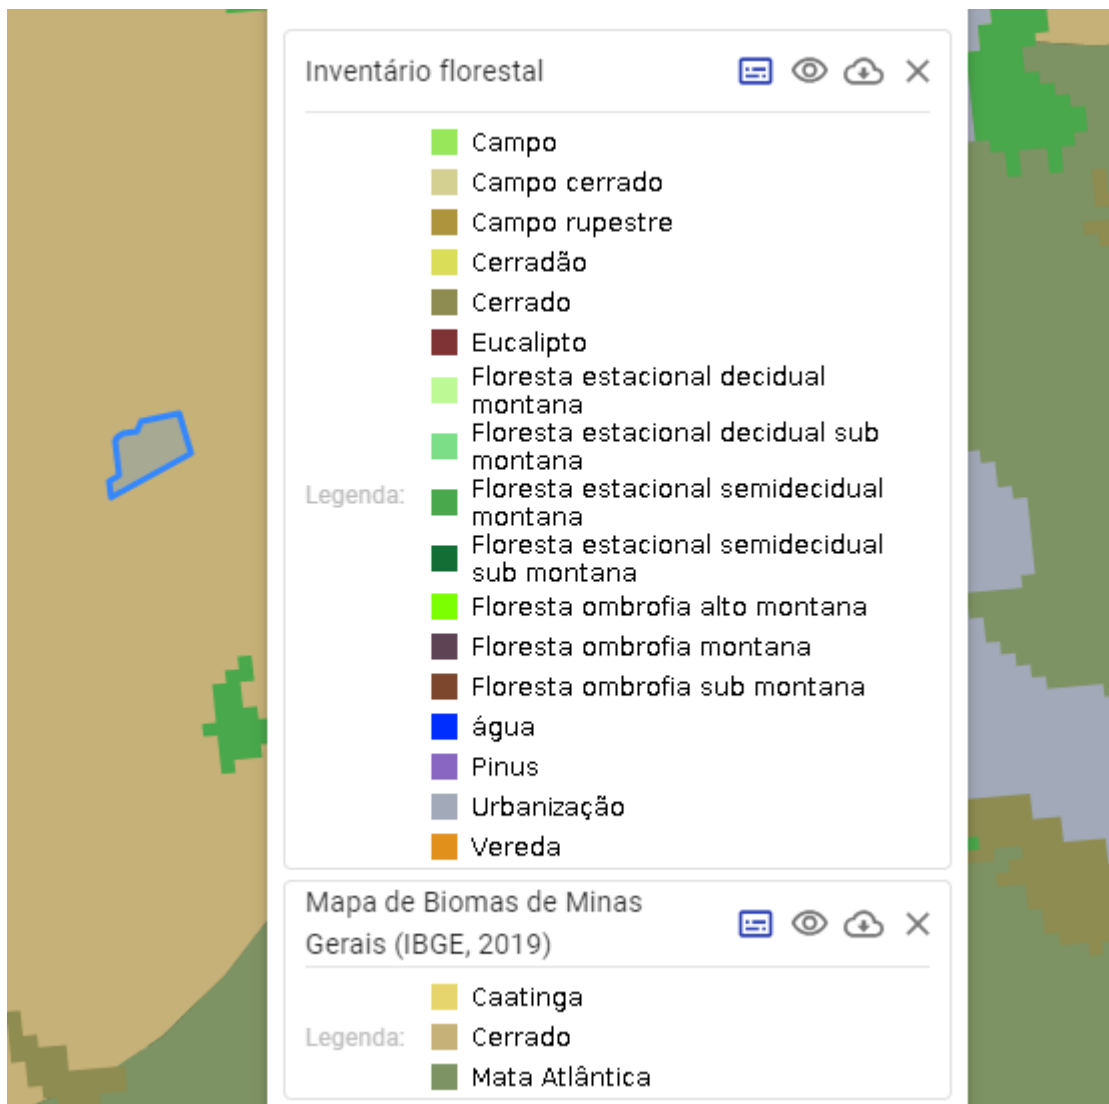 Inventário florestal
Campo
Campo cerrado
Campo rupestre
Cerradão
Cerrado
Eucalipto
Floresta estacional decidual
montana
Floresta estacional decidual sub
montana
Legenda:
Floresta estacional semidecidual
montana
Floresta estacional semidecidual
sub montana
Floresta ombrofia alto montana
Floresta ombrofia montana
Floresta ombrofia sub montana
água
Pinus
Urbanização
Vereda
Mapa de Biomas de Minas
Gerais (IBGE, 2019)
Caatinga
Legenda:
Cerrado
Mata Atlântica